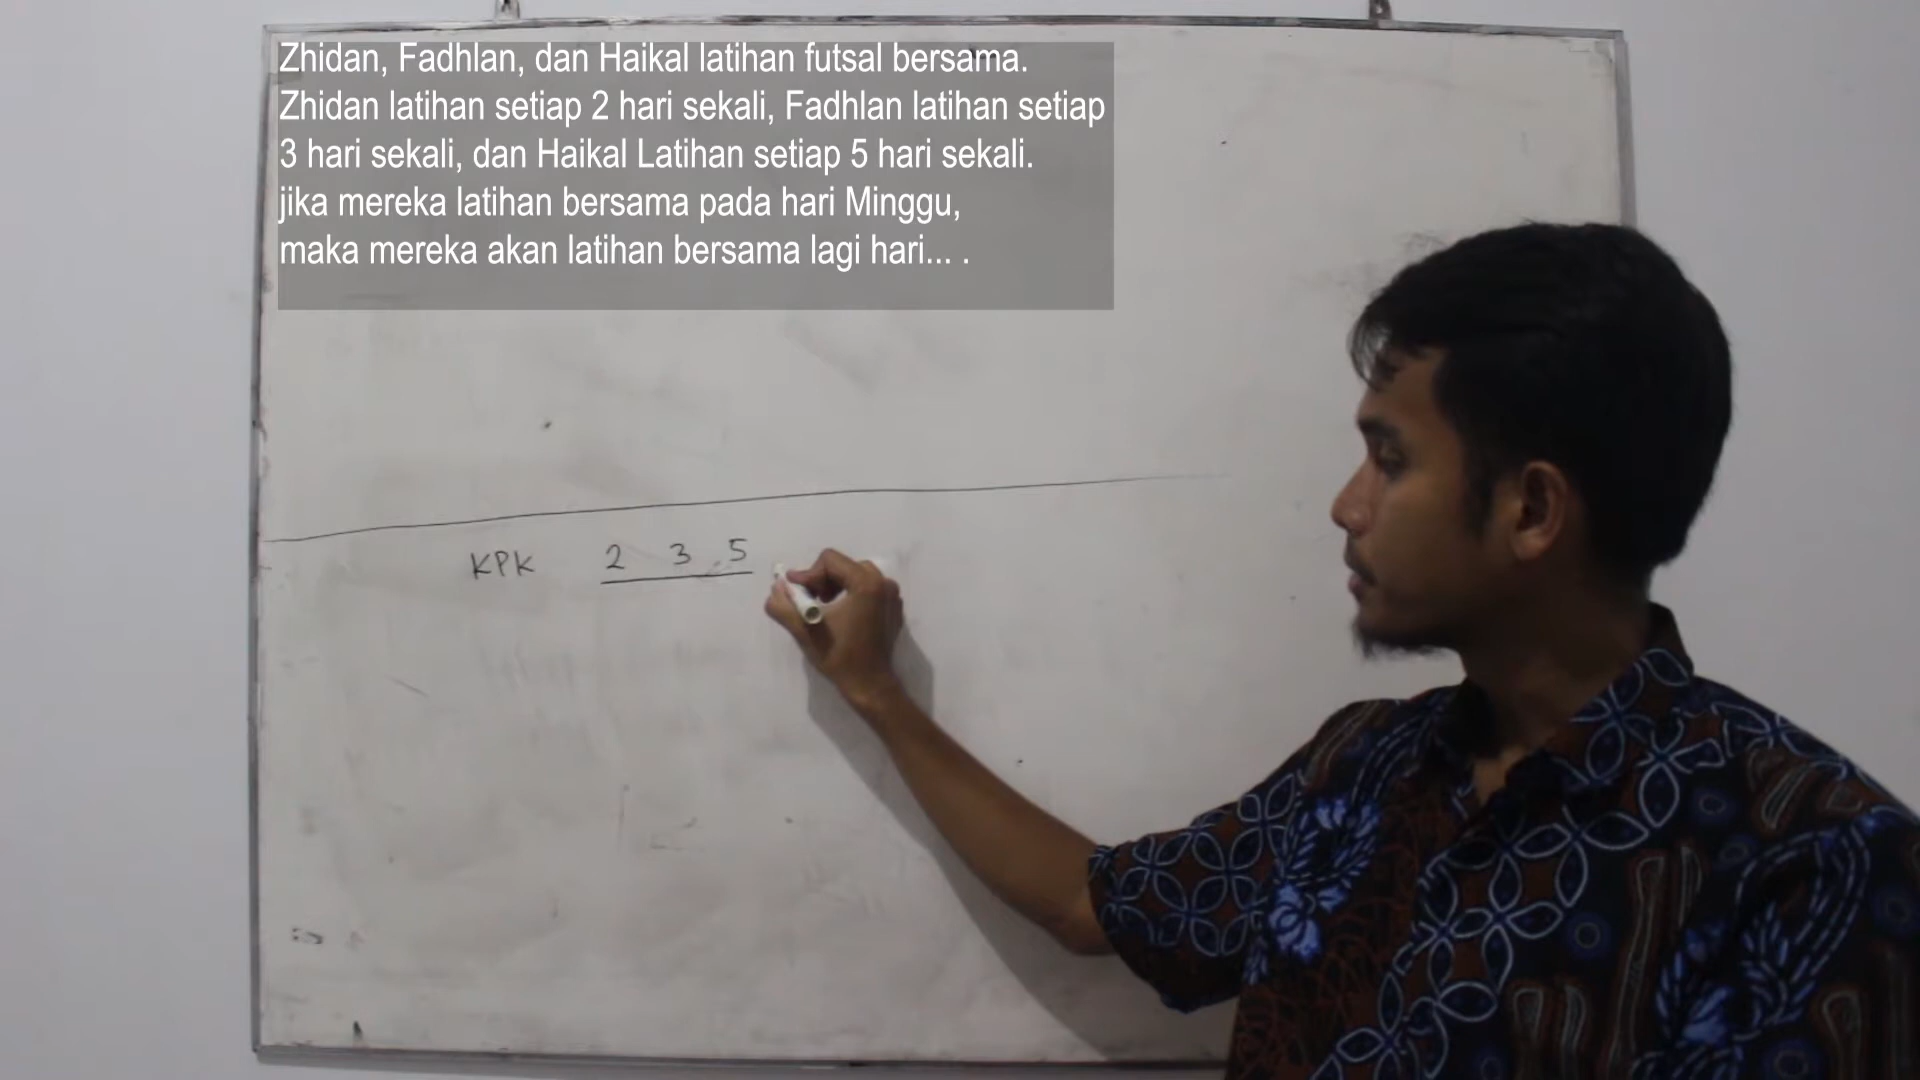 Zhidan, Fadhlan, dan Haikal latihan futsal bersama.
Zhidan latihan setiap 2 hari sekali, Fadhlan latihan setiap
3 hari sekali, dan Haikal Latihan setiap 5 hari sekali.
jika mereka latihan bersama pada hari Minggu,
maka mereka akan latihan bersama lagi hari... .
KPK 2 3 5